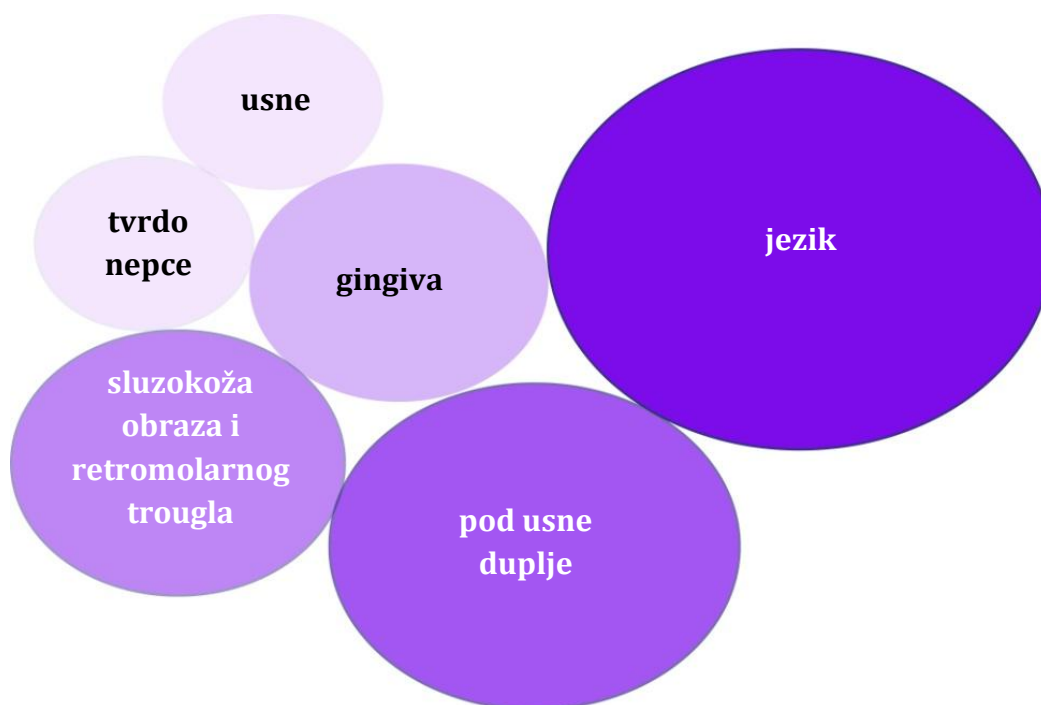 usne
tvrdo
nepce
gingiva
jezik
sluzokoža
obraza i
retromolarnog
trougla
pod usne
duplje